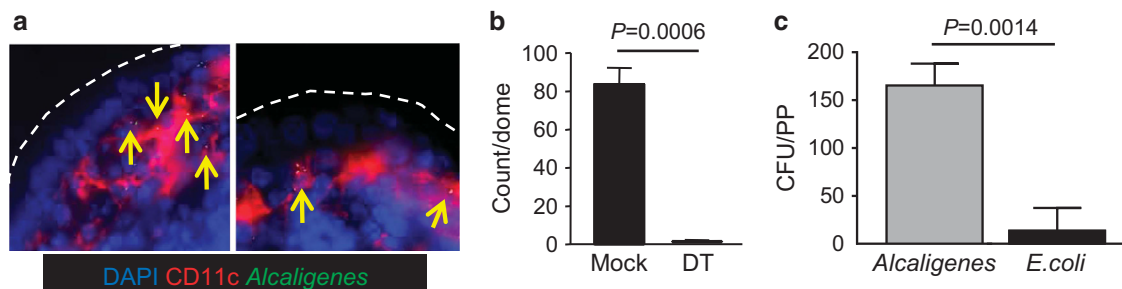 a
DAPI CD11c Alcaligenes
b
P=0.0006
Count/dome
100
80
60
40
20
0
Mock DT
c
P=0.0014
CFU/PP
200
150
100
50
0
Alcaligenes E.coli